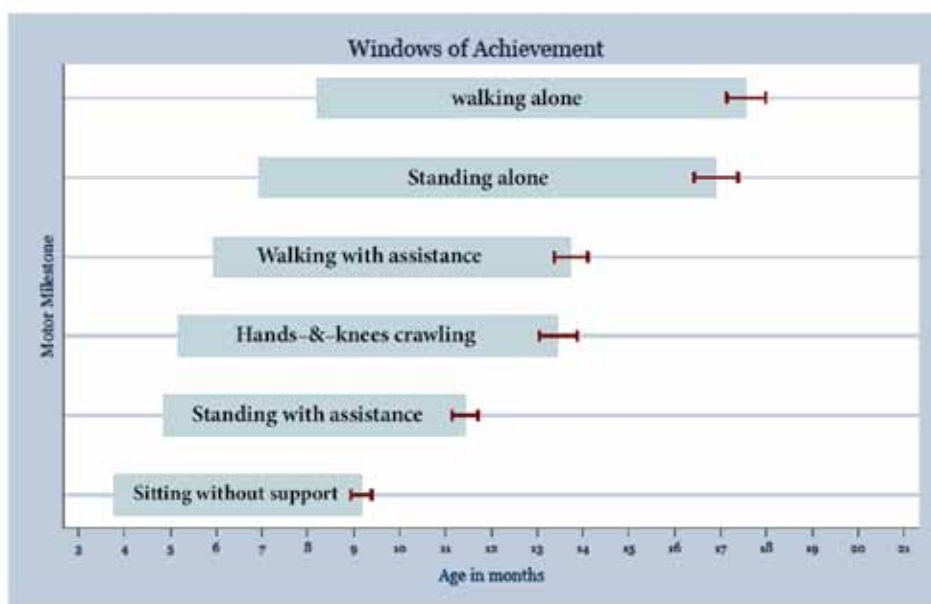 Windows of Achievement
walking alone
Standing alone
Walking with assistance
Hands-&-knees crawling
Standing with assistance
Sitting without support
Motor Milestone
3 4 5 6 7 8 9 10 11 12 13 14 15 16 17 18 19 20 21
Age in months